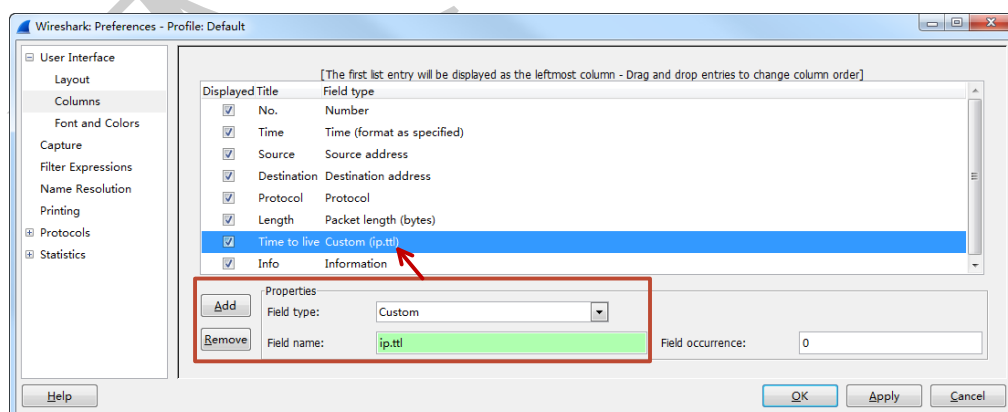 Wireshark: Preferences - Profile: Default
User Interface
Layout
Columns
Font and Colors
Capture
Filter Expressions
Name Resolution
Printing
Protocols
Statistics
[The first list entry will be displayed as the leftmost column - Drag and drop entries to change column order]
Displayed Title Field type
No. Number
Time Time (format as specified)
Source Source address
Destination Destination address
Protocol Protocol
Length Packet length (bytes)
Time to live Custom (ip.ttl)
Info Information
Add
Remove
Properties
Field type: Custom
Field name: ip.ttl
Field occurrence: 0
Help
OK Apply Cancel